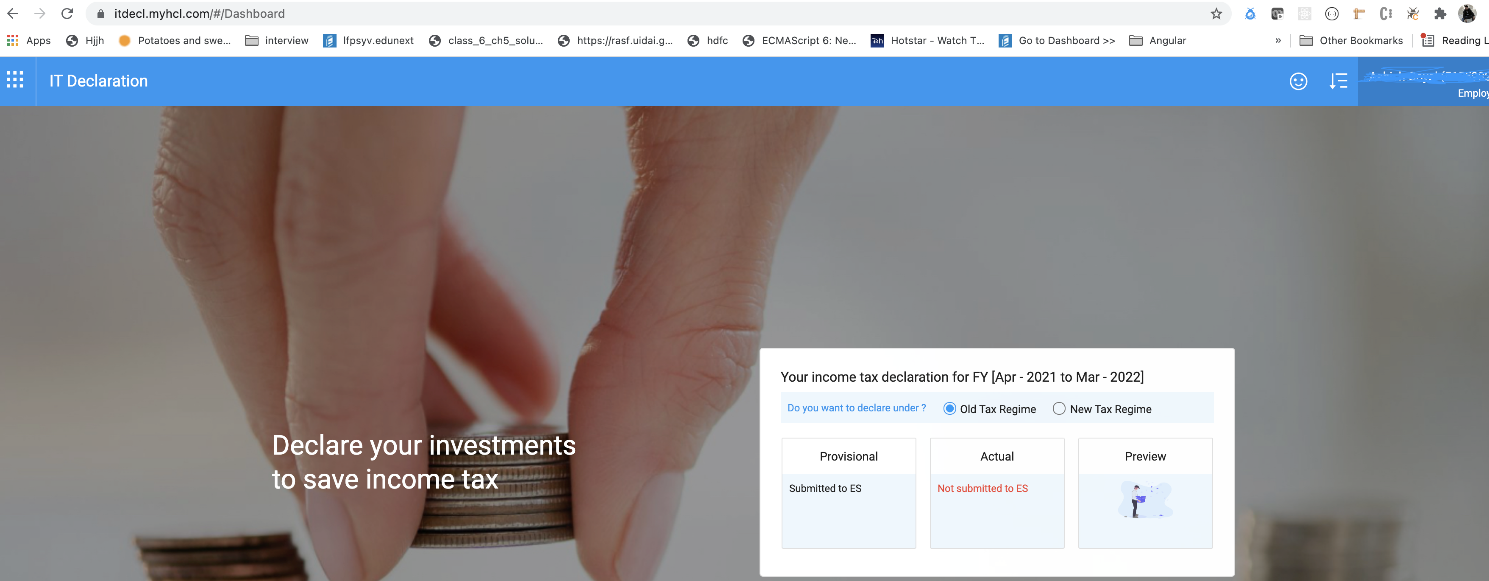 itdecl.myhcl.com/#/Dashboard
Apps Hjjh Potatoes and swe... interview lfpsyv.edunext class_6_ch5_solu... https://rasf.uidai.g... hdfc ECMAScript 6: Ne... Hotstar - Watch T... Go to Dashboard >> Angular » Other Bookmarks Reading L
IT Declaration
Employ
Your income tax declaration for FY [Apr - 2021 to Mar - 2022]
Do you want to declare under ? Old Tax Regime New Tax Regime
Declare your investments
to save income tax
Provisional Actual Preview
Submitted to ES Not submitted to ES